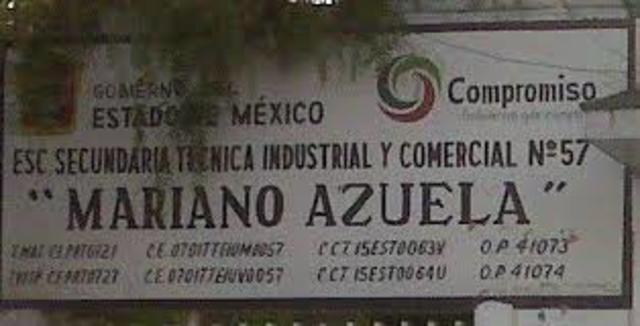 GOBIERNO DEL
ESTADO DE MÉXICO
Compromiso
ESC SECUNDARIA TECNICA INDUSTRIAL Y COMERCIAL Nº57
"MARIANO AZUELA"
C.C.T. 15EST0063V O.P 41073
C.C.T. 15EST0064U O.P 41074